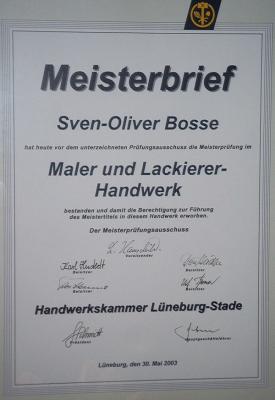 Meisterbrief
Sven-Oliver Bosse
hat heute vor dem unterzeichneten Prüfungsausschuss die Meisterprüfung im
Maler und Lackierer-
Handwerk
bestanden und damit die Berechtigung zur Führung
des Meistertitels in diesem Handwerk erworben.
Der Meisterprüfungsausschuss
Vorsitzender
Beisitzer
Beisitzer
Beisitzer
Beisitzer
Handwerkskammer Lüneburg-Stade
Präsident
Hauptgeschäftsführer
Lüneburg, den 30. Mai 2003